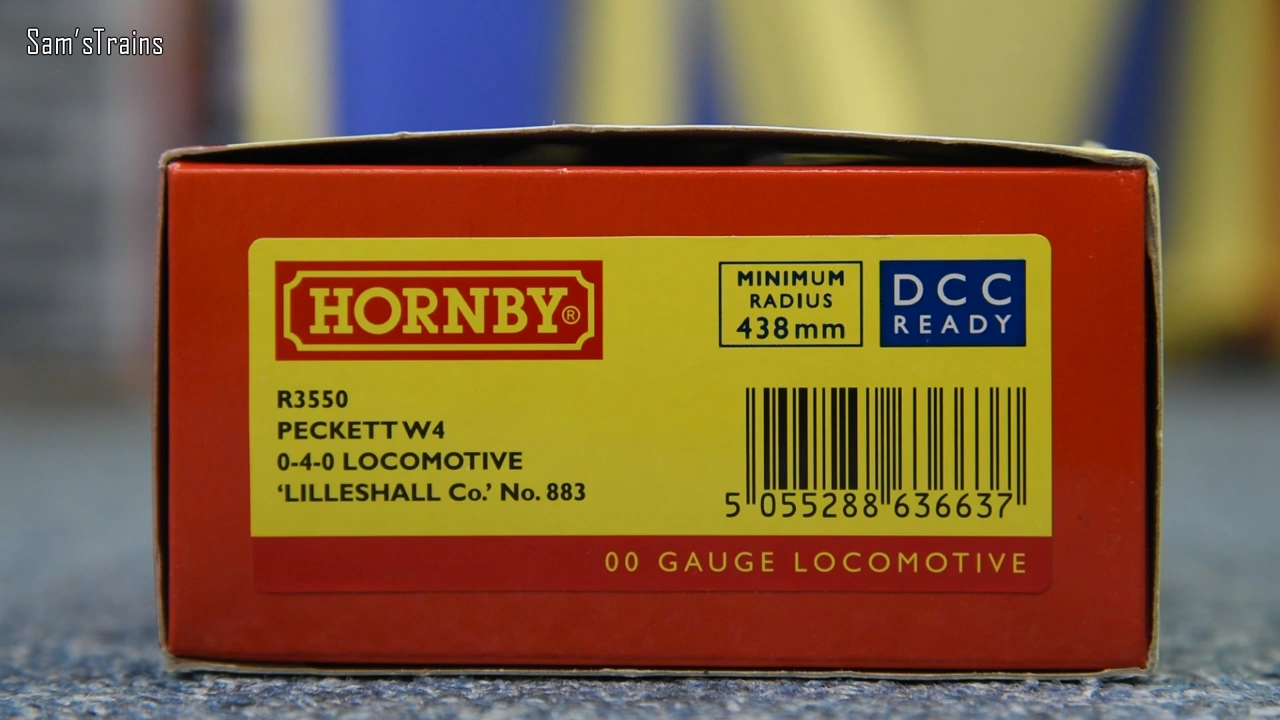 Sam'sTrains
HORNBY®
MINIMUM
RADIUS
438mm
DCC
READY
R3550
PECKETT W4
0-4-0 LOCOMOTIVE
‘LILLESHALL Co.’ No. 883
5 055288 636637
00 GAUGE LOCOMOTIVE